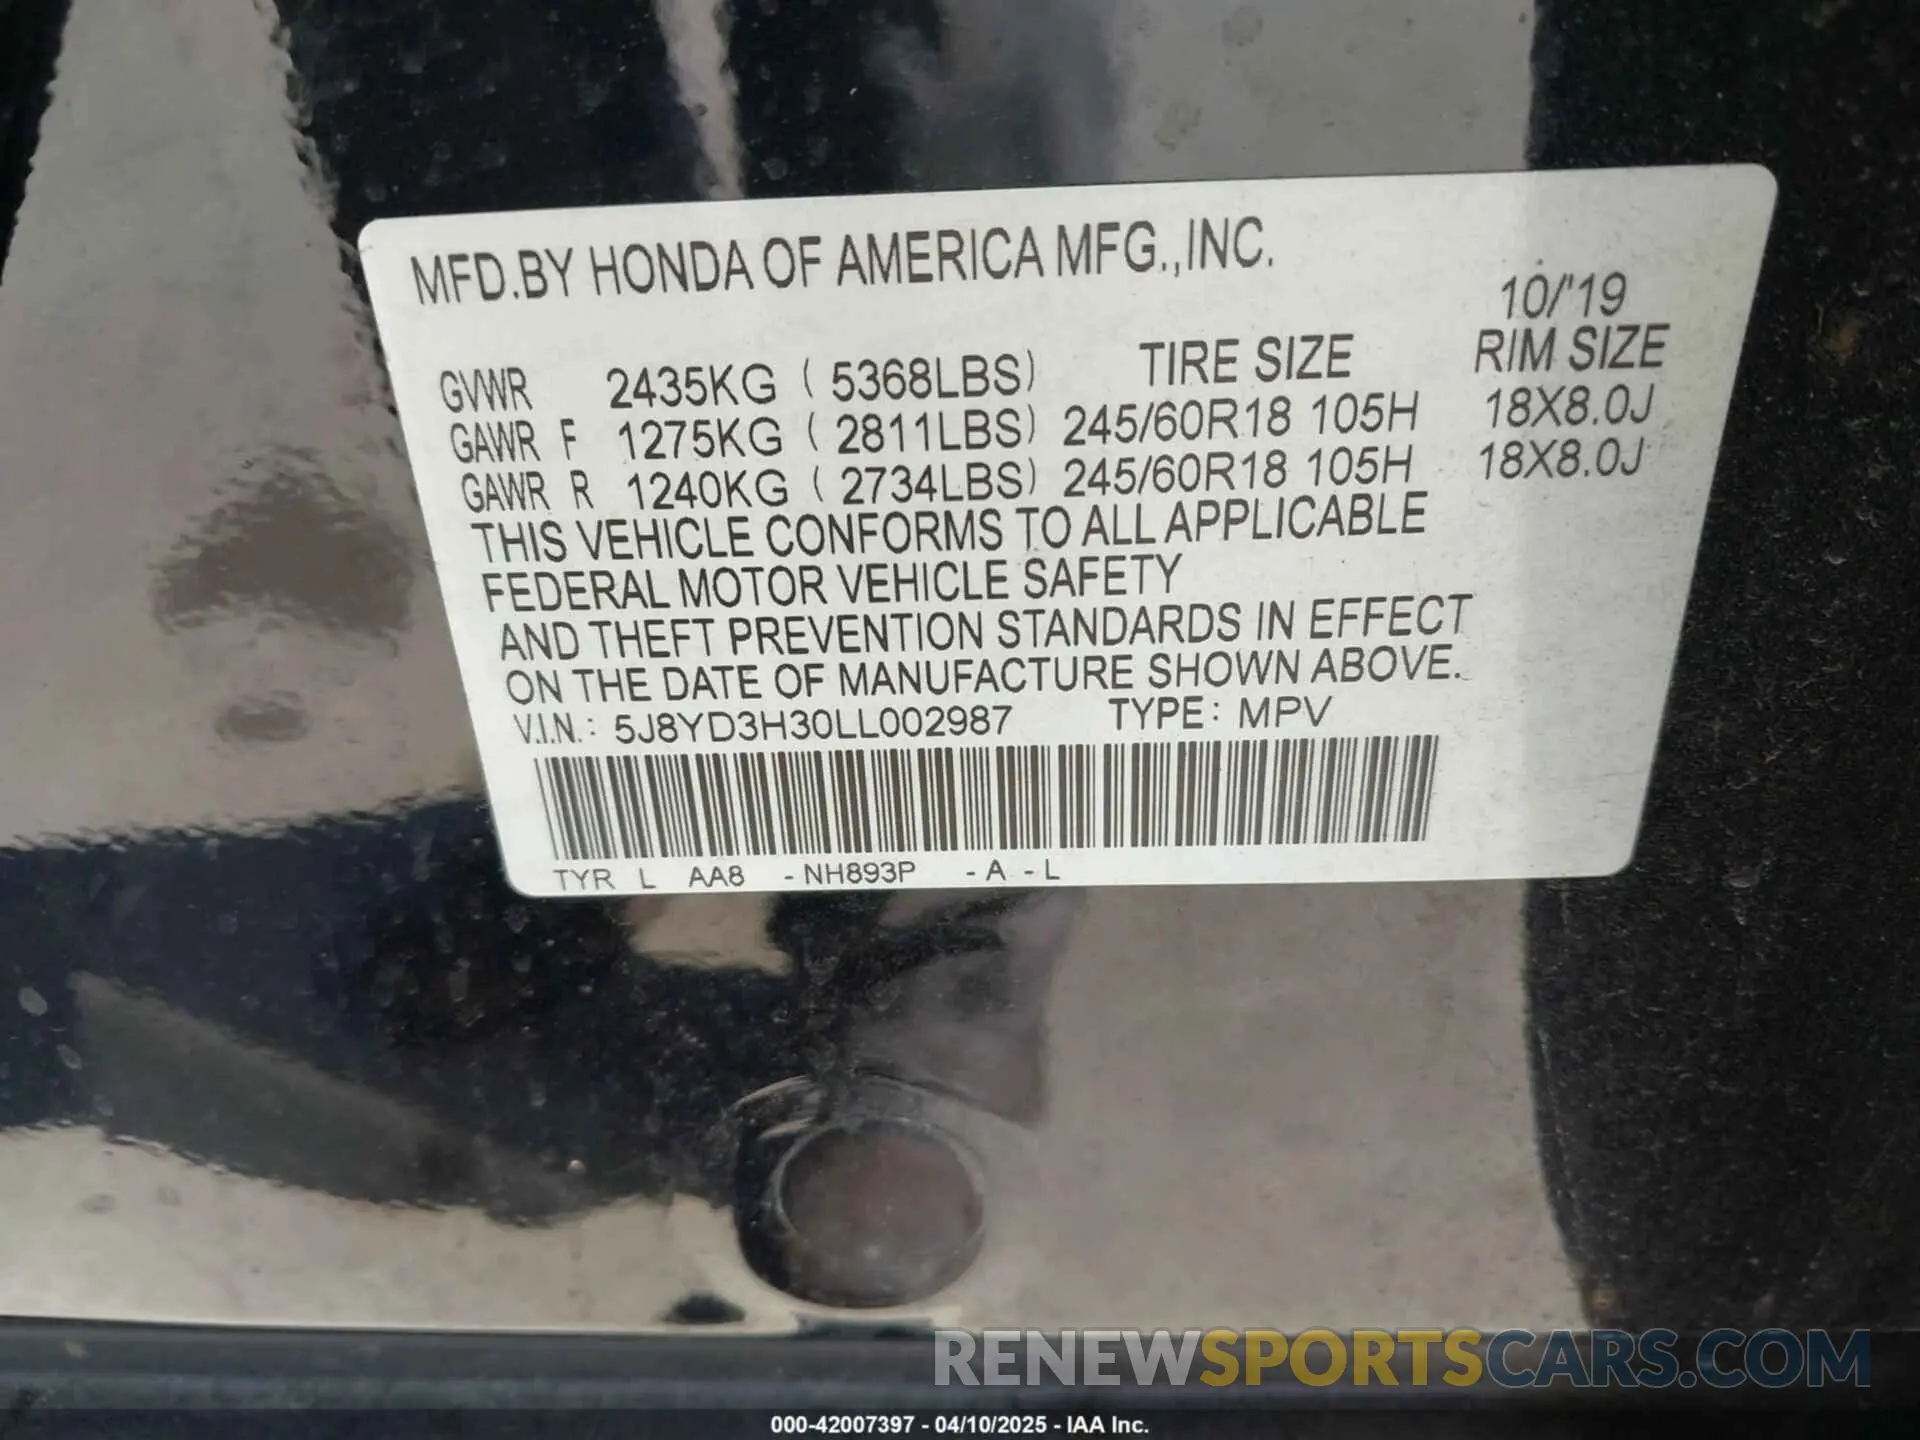 MFD.BY HONDA OF AMERICA MFG.,INC.
10/'19
GVWR 2435KG ( 5368LBS) TIRE SIZE RIM SIZE
GAWR F 1275KG ( 2811LBS) 245/60R18 105H 18X8.0J
GAWR R 1240KG ( 2734LBS) 245/60R18 105H 18X8.0J
THIS VEHICLE CONFORMS TO ALL APPLICABLE
FEDERAL MOTOR VEHICLE SAFETY
AND THEFT PREVENTION STANDARDS IN EFFECT
ON THE DATE OF MANUFACTURE SHOWN ABOVE.
V.I.N.: 5J8YD3H30LL002987 TYPE: MPV
TYR L AA8 - NH893P - A - L
RENEWSPORTSCARS.COM
000-42007397 - 04/10/2025 - IAA Inc.